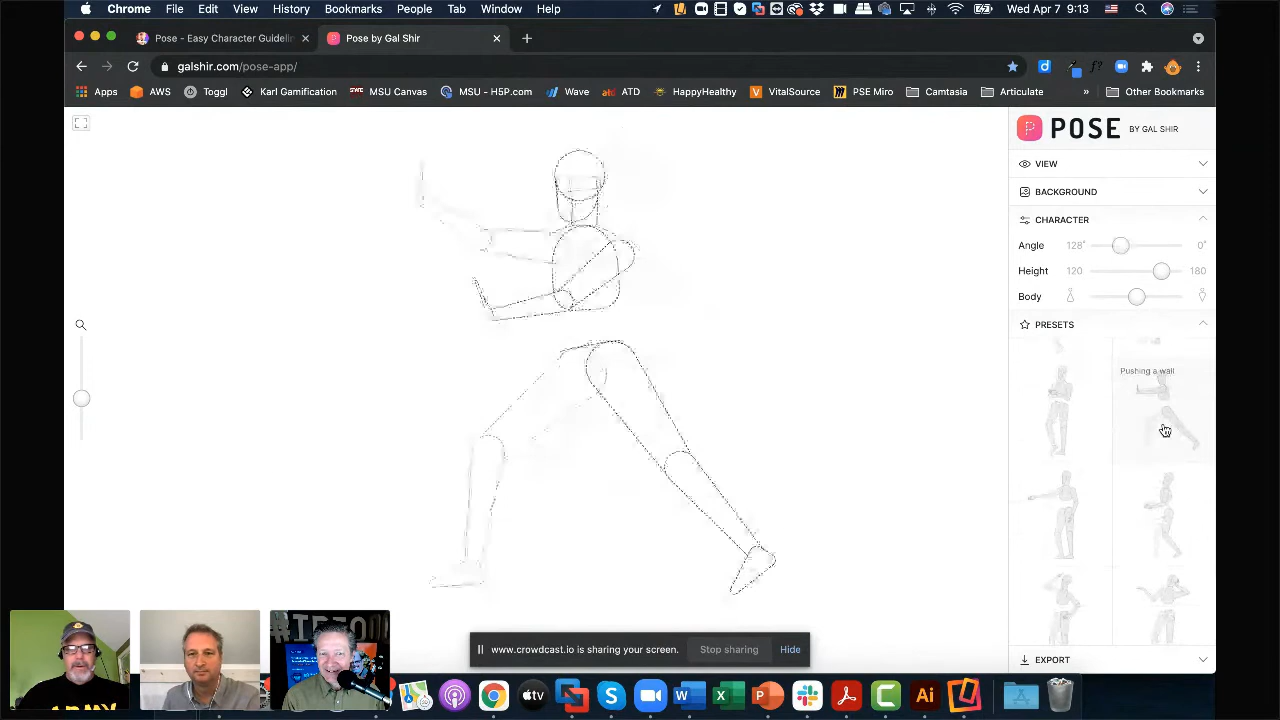 Chrome File Edit View History Bookmarks People Tab Window Help Wed Apr 7 9:13
Pose - Easy Character Guidelin
Pose by Gal Shir
galshir.com/pose-app/
Apps AWS Toggl Karl Gamification MSU Canvas MSU - H5P.com Wave ATD HappyHealthy VitalSource PSE Miro Camtasia Articulate » Other Bookmarks
POSE BY GAL SHIR
VIEW
BACKGROUND
CHARACTER
Angle 128° 0°
Height 120 180
Body
PRESETS
Pushing a wall
www.crowdcast.io is sharing your screen. Stop sharing Hide
EXPORT
ARMY